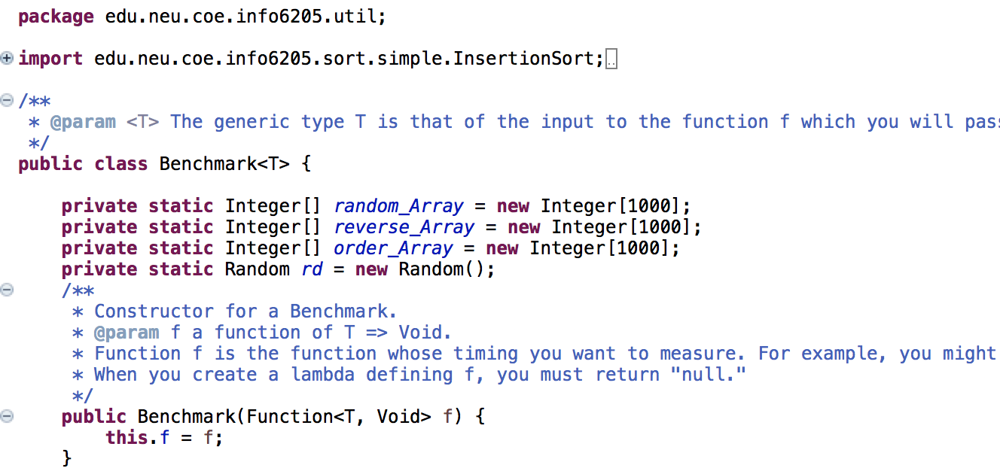 package edu.neu.coe.info6205.util;
import edu.neu.coe.info6205.sort.simple.InsertionSort;
/**
* @param <T> The generic type T is that of the input to the function f which you will
*/
public class Benchmark<T> {
private static Integer[] random_Array = new Integer[1000];
private static Integer[] reverse_Array = new Integer[1000];
private static Integer[] order_Array = new Integer[1000];
private static Random rd = new Random();
/**
* Constructor for a Benchmark.
* @param f a function of T => Void.
* Function f is the function whose timing you want to measure. For example, you might
* When you create a lambda defining f, you must return "null."
*/
public Benchmark(Function<T, Void> f) {
this.f = f;
}